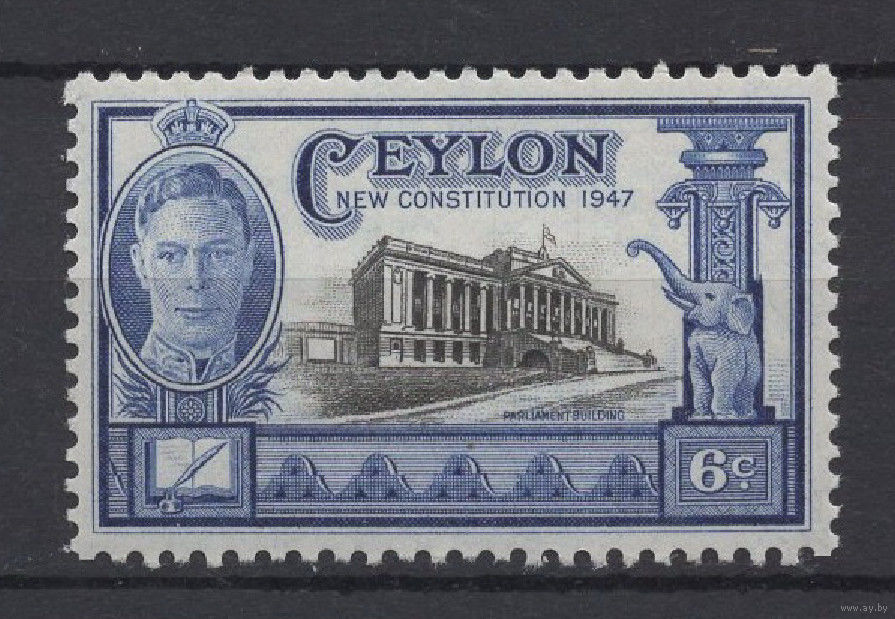 CEYLON
NEW CONSTITUTION 1947
PARLIAMENT BUILDING
6c.
www.ay.by